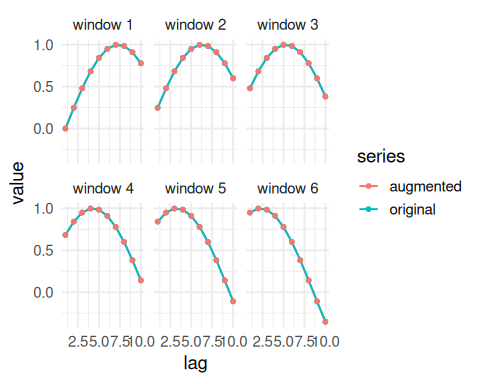 window 1 window 2 window 3
1.0
0.5
0.0
window 4 window 5 window 6
1.0
0.5
0.0
2.55.07.510.0 2.55.07.510.0 2.55.07.510.0
lag
value
series
augmented
original